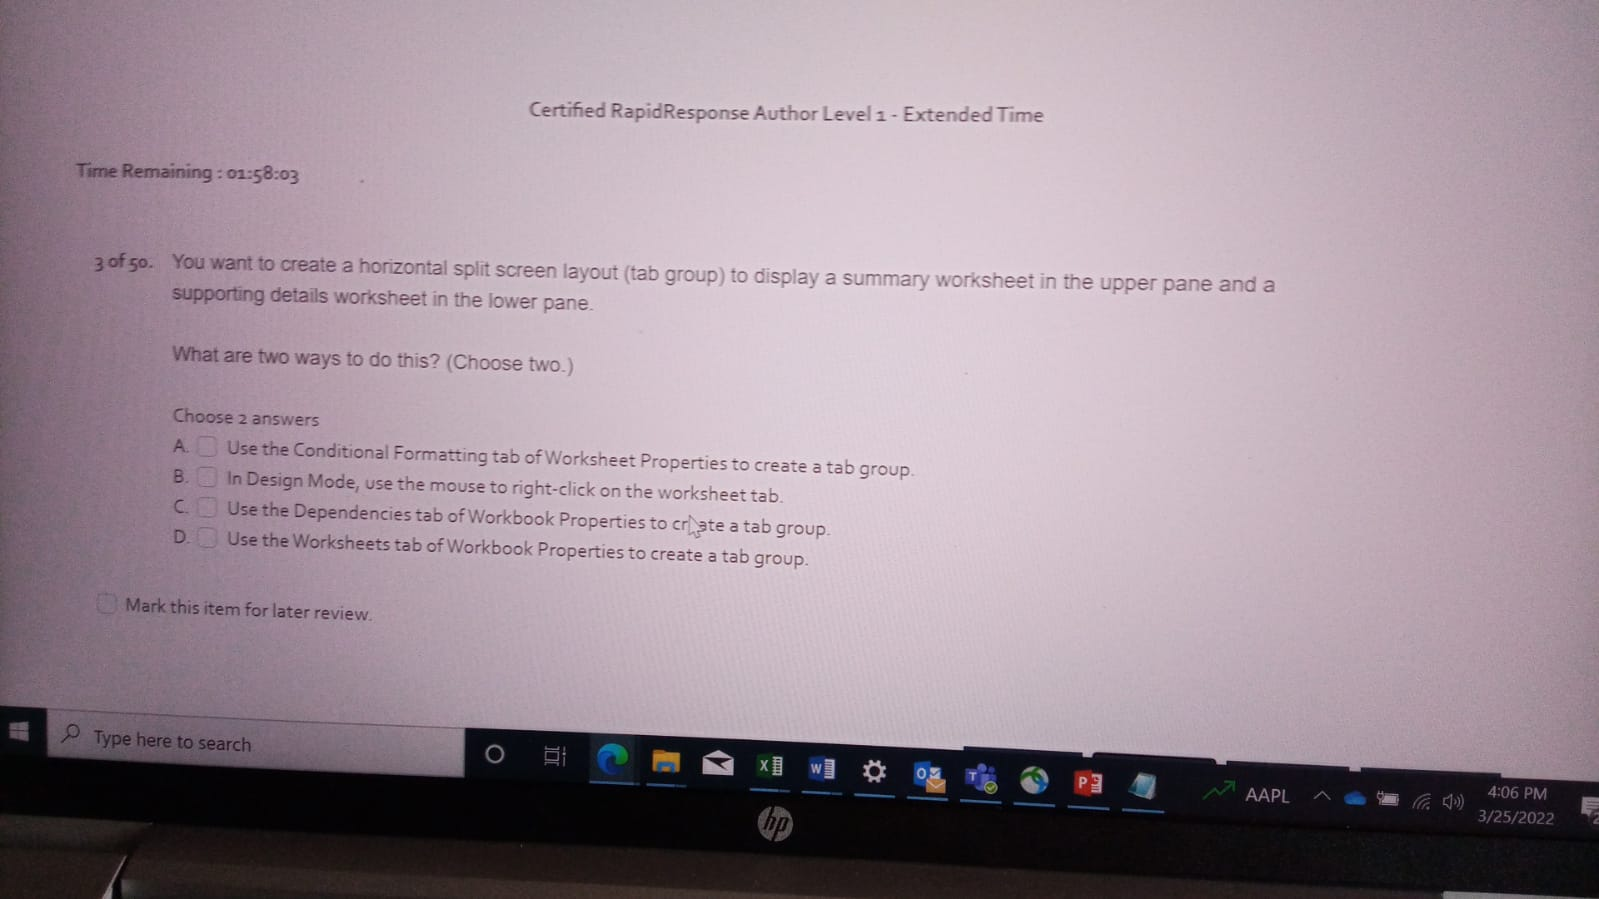 Certified RapidResponse Author Level 1 - Extended Time
Time Remaining : 01:58:03
3 of 50. You want to create a horizontal split screen layout (tab group) to display a summary worksheet in the upper pane and a
supporting details worksheet in the lower pane.
What are two ways to do this? (Choose two.)
Choose 2 answers
A. Use the Conditional Formatting tab of Worksheet Properties to create a tab group.
B. In Design Mode, use the mouse to right-click on the worksheet tab.
C. Use the Dependencies tab of Workbook Properties to create a tab group.
D. Use the Worksheets tab of Workbook Properties to create a tab group.
Mark this item for later review.
Type here to search
AAPL
4:06 PM
3/25/2022
hp